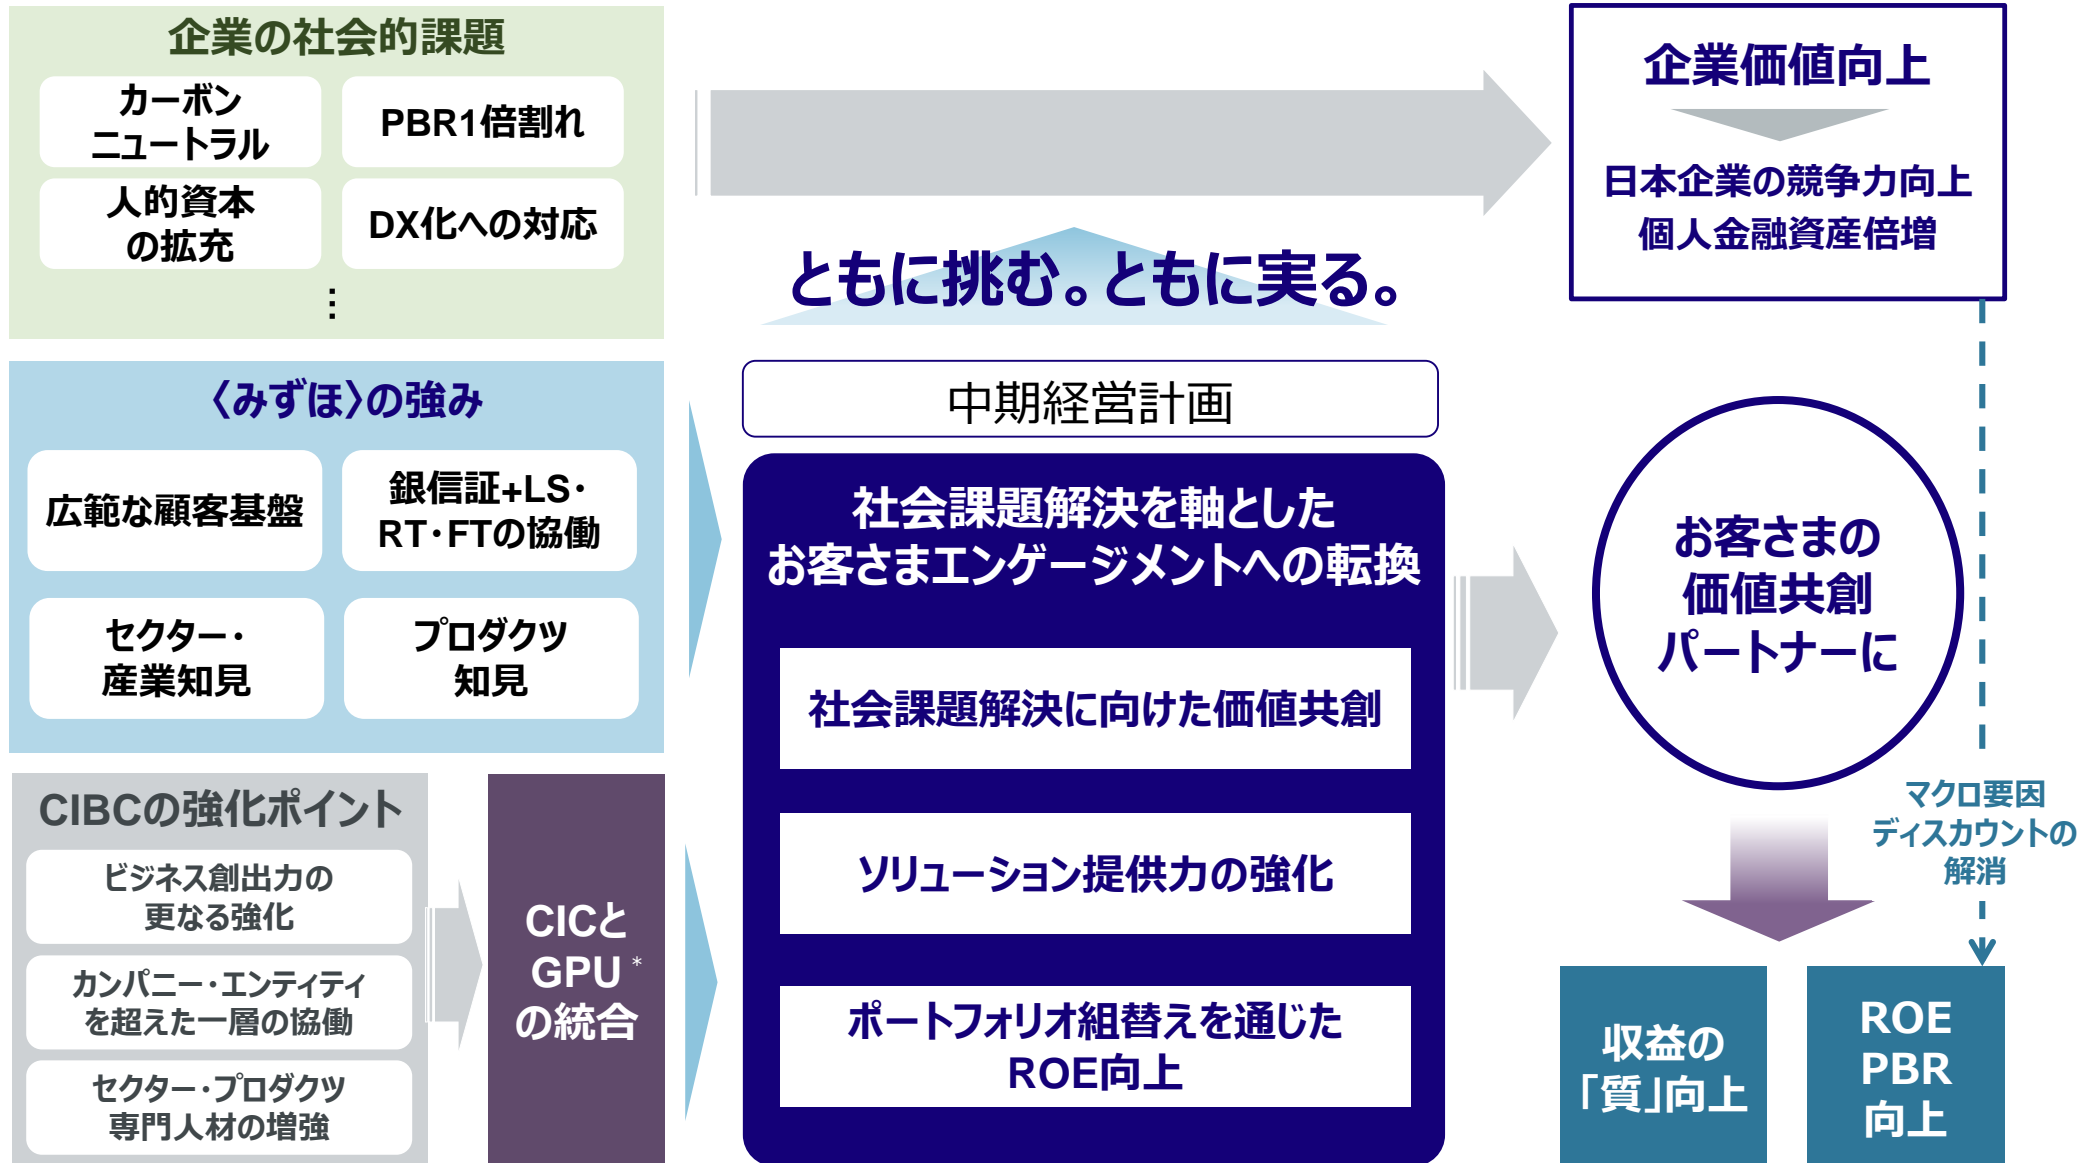 企業の社会的課題
カーボン
ニュートラル
PBR1倍割れ
人的資本
の拡充
DX化への対応
…
企業価値向上
日本企業の競争力向上
個人金融資産倍増
ともに挑む。ともに実る。
〈みずほ〉の強み
広範な顧客基盤
銀信証+LS・
RT・FTの協働
セクター・
産業知見
プロダクツ
知見
中期経営計画
社会課題解決を軸とした
お客さまエンゲージメントへの転換
社会課題解決に向けた価値共創
ソリューション提供力の強化
ポートフォリオ組替えを通じた
ROE向上
お客さまの
価値共創
パートナーに
CIBCの強化ポイント
ビジネス創出力の
更なる強化
カンパニー・エンティティ
を超えた一層の協働
セクター・プロダクツ
専門人材の増強
CICと
GPU*
の統合
マクロ要因
ディスカウントの
解消
収益の
「質」向上
ROE
PBR
向上